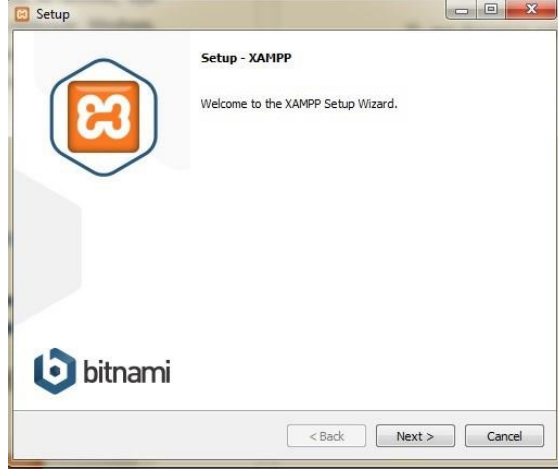 Setup
Setup - XAMPP
Welcome to the XAMPP Setup Wizard.
bitnami
< Back
Next >
Cancel